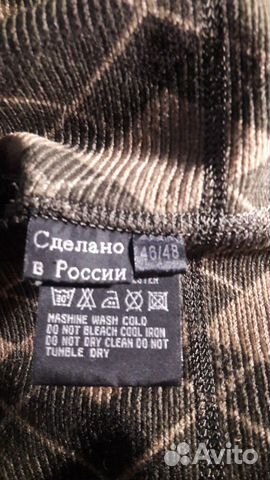 Сделано
в России
46/48
MASHINE WASH COLD
DO NOT BLEACH COOL IRON
DO NOT DRY CLEAN DO NOT
TUMBLE DRY
Avito